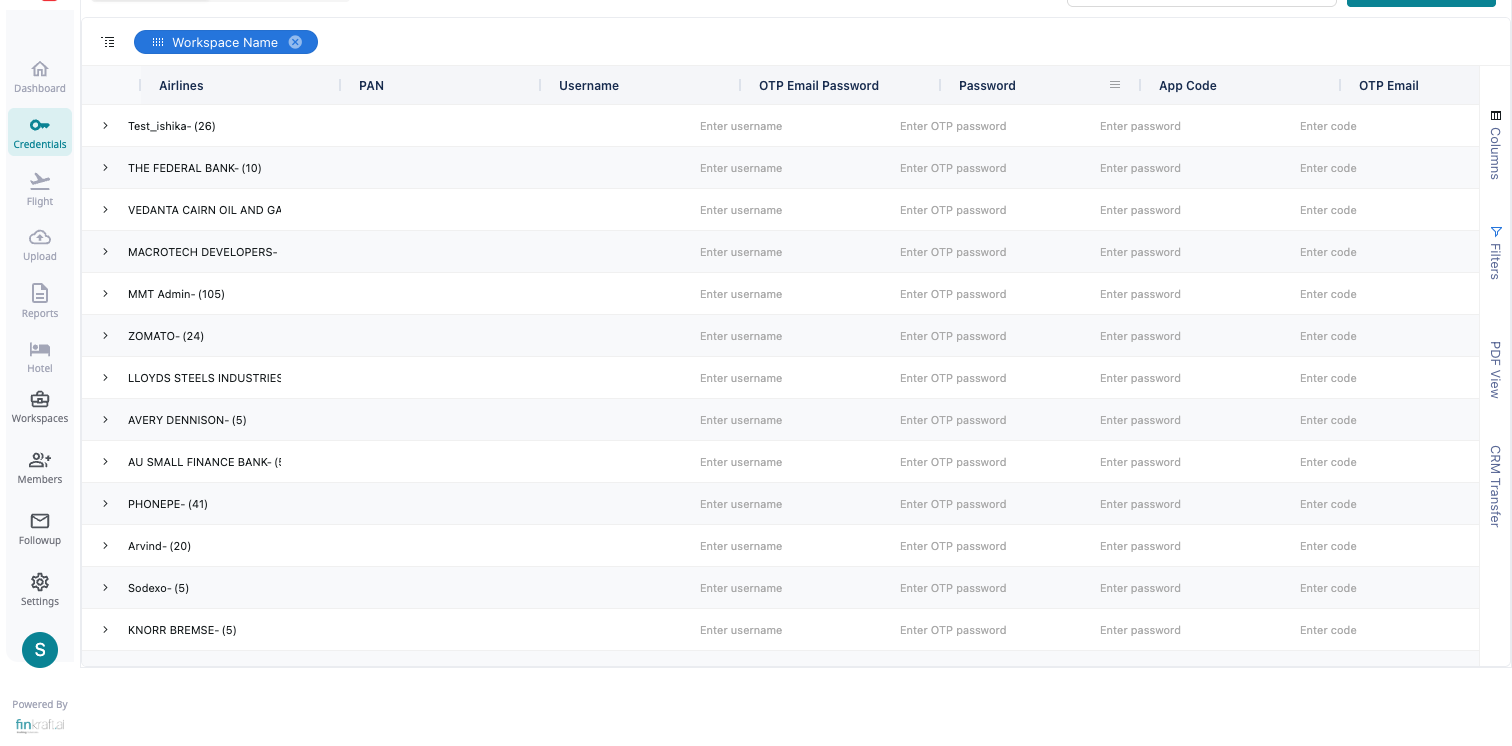 Workspace Name
Airlines PAN Username OTP Email Password Password App Code OTP Email
Test_ishika- (26) Enter username Enter OTP password Enter password Enter code
THE FEDERAL BANK- (10) Enter username Enter OTP password Enter password Enter code
VEDANTA CAIRN OIL AND GA Enter username Enter OTP password Enter password Enter code
MACROTECH DEVELOPERS- Enter username Enter OTP password Enter password Enter code
MMT Admin- (105) Enter username Enter OTP password Enter password Enter code
ZOMATO- (24) Enter username Enter OTP password Enter password Enter code
LLOYDS STEELS INDUSTRIES Enter username Enter OTP password Enter password Enter code
AVERY DENNISON- (5) Enter username Enter OTP password Enter password Enter code
AU SMALL FINANCE BANK- (5 Enter username Enter OTP password Enter password Enter code
PHONEPE- (41) Enter username Enter OTP password Enter password Enter code
Arvind- (20) Enter username Enter OTP password Enter password Enter code
Sodexo- (5) Enter username Enter OTP password Enter password Enter code
KNORR BREMSE- (5) Enter username Enter OTP password Enter password Enter code
Dashboard
Credentials
Flight
Upload
Reports
Hotel
Workspaces
Members
Followup
Settings
S
Powered By
finkraft.ai
Columns
Filters
PDF View
CRM Transfer